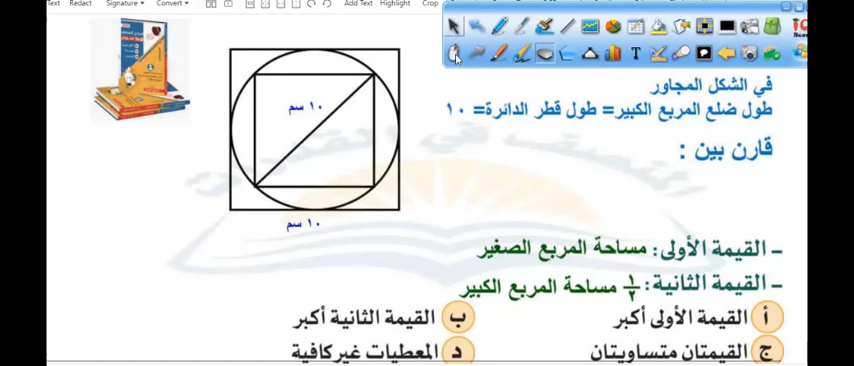 Text Redact Signature Convert Add Text Highlight Crop
في الشكل المجاور
طول ضلع المربع الكبير= طول قطر الدائرة= ١٠
قارن بين :
١٠ سم
١٠ سم
- القيمة الأولى: مساحة المربع الصغير
- القيمة الثانية: ١/٢ مساحة المربع الكبير
أ القيمة الأولى أكبر
ب القيمة الثانية أكبر
ج القيمتان متساويتان
د المعطيات غير كافية